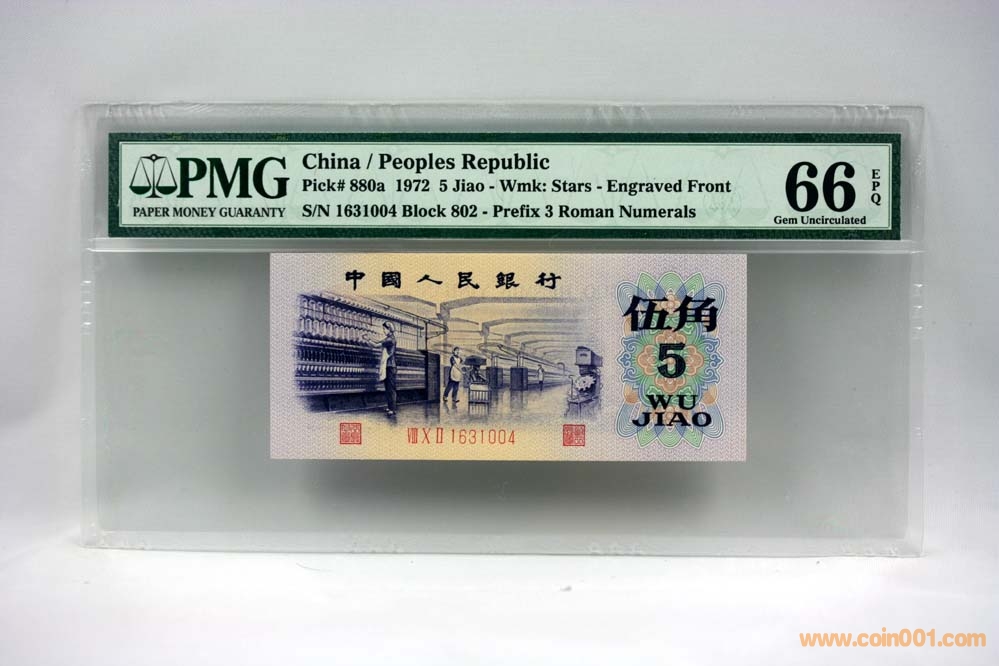 PMG
PAPER MONEY GUARANTY
China / Peoples Republic
Pick# 880a 1972 5 Jiao - Wmk: Stars - Engraved Front
S/N 1631004 Block 802 - Prefix 3 Roman Numerals
66 EPQ
Gem Uncirculated
中國人民銀行
伍角
5
WU
JIAO
Ⅷ Ⅹ Ⅱ 1631004
www.coin001.com